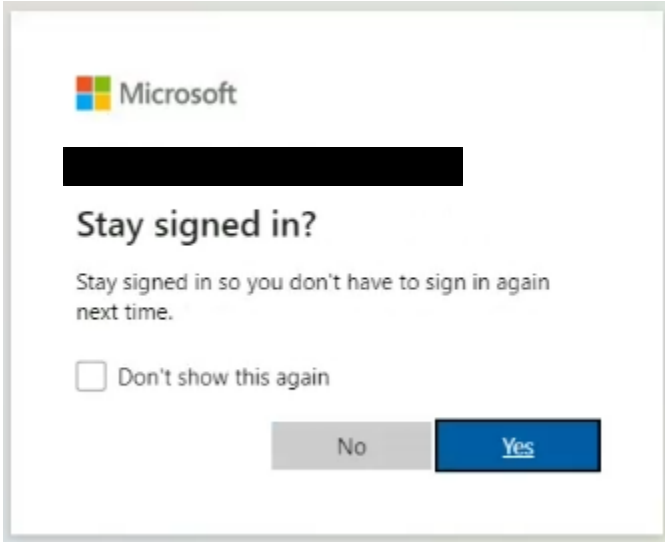 Microsoft
Stay signed in?
Stay signed in so you don't have to sign in again
next time.
Don't show this again
No
Yes